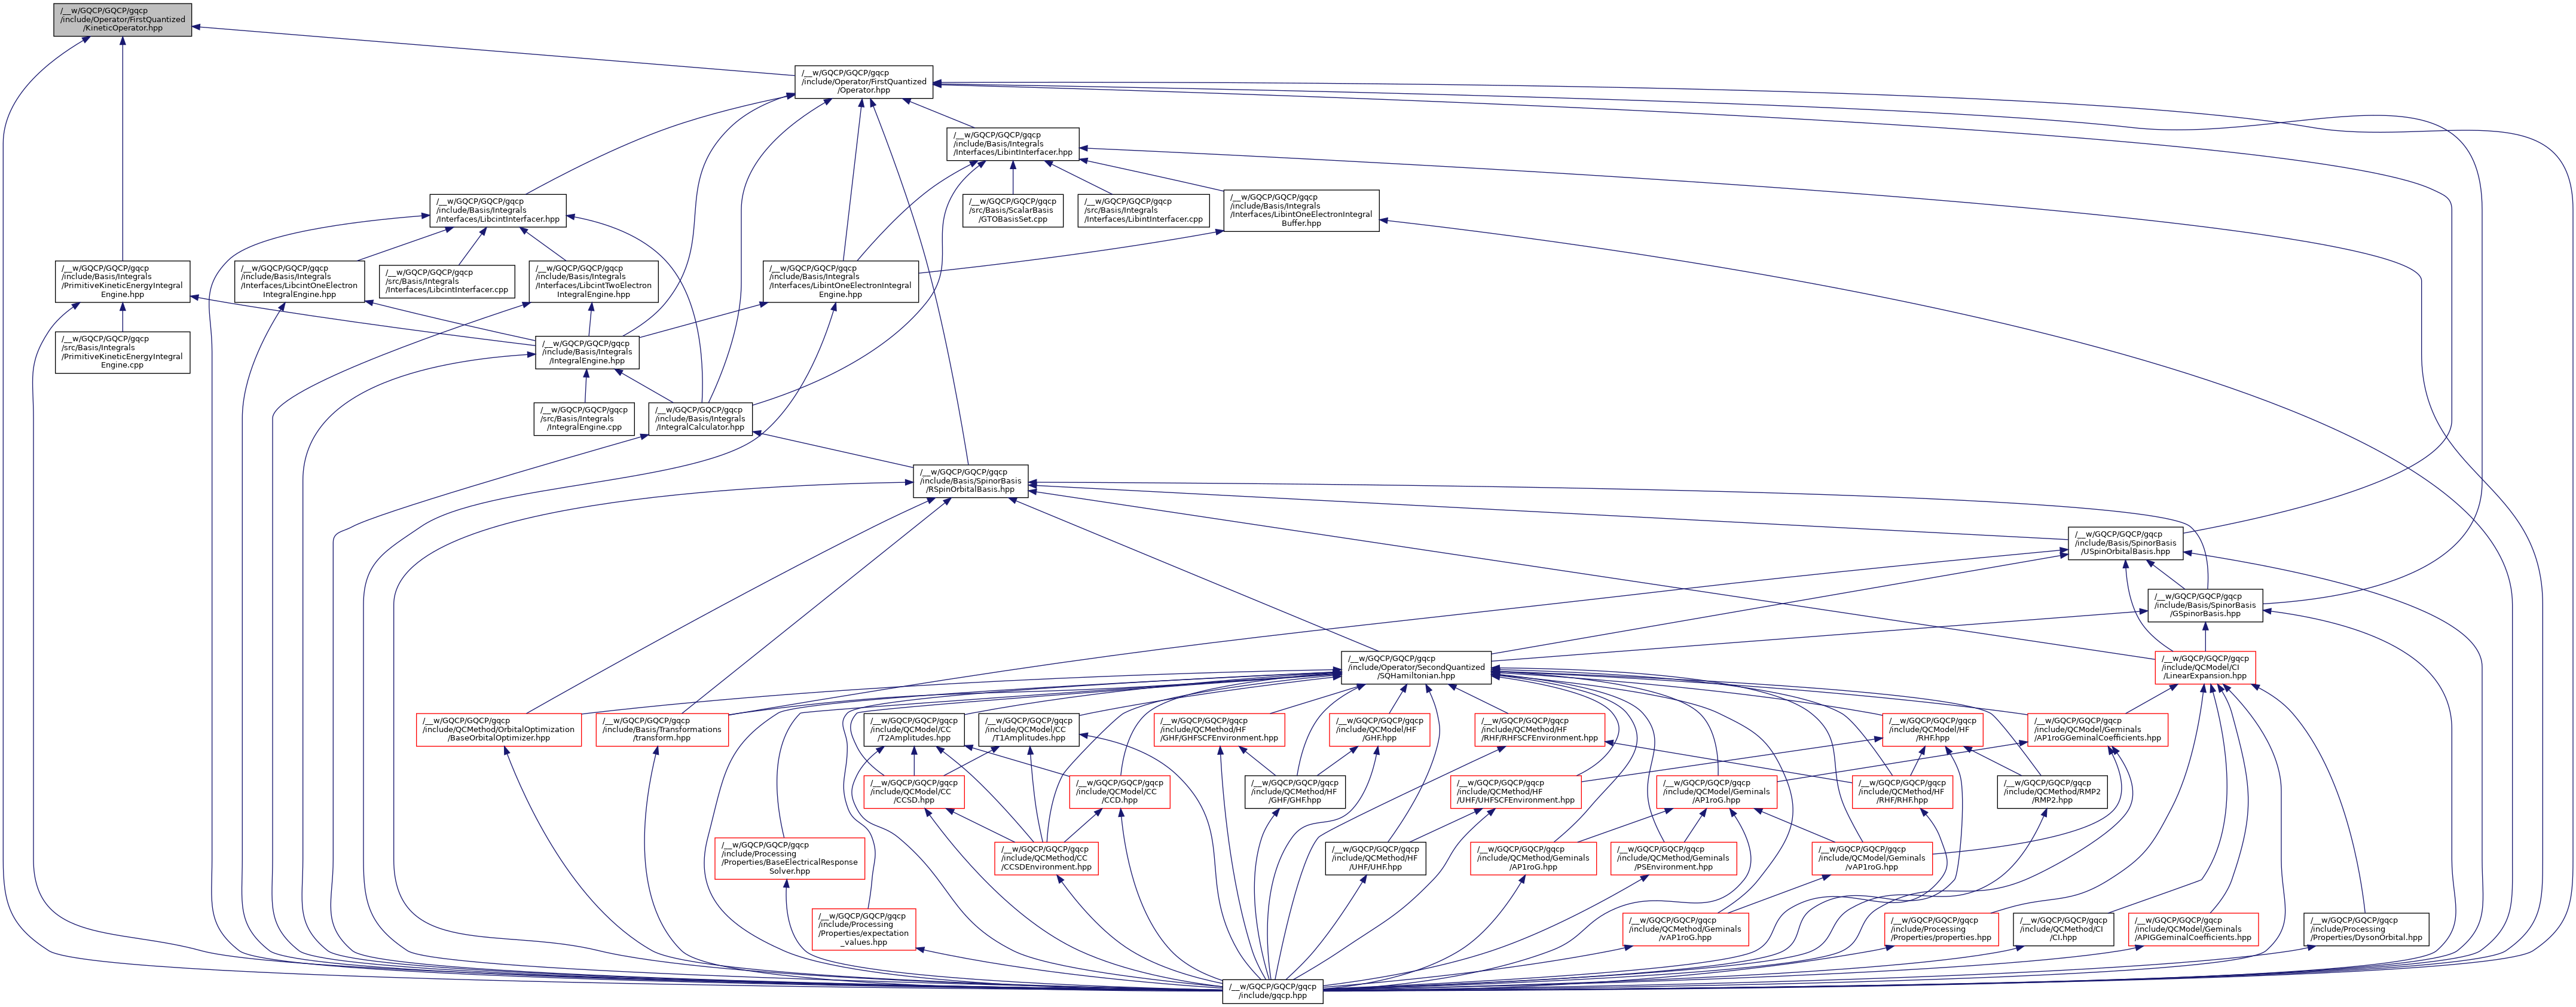 /__w/GQCP/GQCP/gqcp
/include/Operator/FirstQuantized
/KineticOperator.hpp
/__w/GQCP/GQCP/gqcp
/include/Operator/FirstQuantized
/Operator.hpp
/__w/GQCP/GQCP/gqcp
/include/Basis/Integrals
/Interfaces/LibintInterfacer.hpp
/__w/GQCP/GQCP/gqcp
/include/Basis/Integrals
/Interfaces/LibcintInterfacer.hpp
/__w/GQCP/GQCP/gqcp
/src/Basis/ScalarBasis
/GTOBasisSet.cpp
/__w/GQCP/GQCP/gqcp
/src/Basis/Integrals
/Interfaces/LibintInterfacer.cpp
/__w/GQCP/GQCP/gqcp
/include/Basis/Integrals
/Interfaces/LibintOneElectronIntegral
Buffer.hpp
/__w/GQCP/GQCP/gqcp
/include/Basis/Integrals
/PrimitiveKineticEnergyIntegral
Engine.hpp
/__w/GQCP/GQCP/gqcp
/include/Basis/Integrals
/Interfaces/LibcintOneElectron
IntegralEngine.hpp
/__w/GQCP/GQCP/gqcp
/src/Basis/Integrals
/Interfaces/LibcintInterfacer.cpp
/__w/GQCP/GQCP/gqcp
/include/Basis/Integrals
/Interfaces/LibcintTwoElectron
IntegralEngine.hpp
/__w/GQCP/GQCP/gqcp
/include/Basis/Integrals
/Interfaces/LibintOneElectronIntegral
Engine.hpp
/__w/GQCP/GQCP/gqcp
/src/Basis/Integrals
/PrimitiveKineticEnergyIntegral
Engine.cpp
/__w/GQCP/GQCP/gqcp
/include/Basis/Integrals
/IntegralEngine.hpp
/__w/GQCP/GQCP/gqcp
/src/Basis/Integrals
/IntegralEngine.cpp
/__w/GQCP/GQCP/gqcp
/include/Basis/Integrals
/IntegralCalculator.hpp
/__w/GQCP/GQCP/gqcp
/include/Basis/SpinorBasis
/RSpinOrbitalBasis.hpp
/__w/GQCP/GQCP/gqcp
/include/Basis/SpinorBasis
/USpinOrbitalBasis.hpp
/__w/GQCP/GQCP/gqcp
/include/Basis/SpinorBasis
/GSpinorBasis.hpp
/__w/GQCP/GQCP/gqcp
/include/Operator/SecondQuantized
/SQHamiltonian.hpp
/__w/GQCP/GQCP/gqcp
/include/QCModel/CI
/LinearExpansion.hpp
/__w/GQCP/GQCP/gqcp
/include/QCMethod/OrbitalOptimization
/BaseOrbitalOptimizer.hpp
/__w/GQCP/GQCP/gqcp
/include/Basis/Transformations
/transform.hpp
/__w/GQCP/GQCP/gqcp
/include/QCModel/CC
/T2Amplitudes.hpp
/__w/GQCP/GQCP/gqcp
/include/QCModel/CC
/T1Amplitudes.hpp
/__w/GQCP/GQCP/gqcp
/include/QCMethod/HF
/GHF/GHFSCFEnvironment.hpp
/__w/GQCP/GQCP/gqcp
/include/QCModel/HF
/GHF.hpp
/__w/GQCP/GQCP/gqcp
/include/QCMethod/HF
/RHF/RHFSCFEnvironment.hpp
/__w/GQCP/GQCP/gqcp
/include/QCModel/HF
/RHF.hpp
/__w/GQCP/GQCP/gqcp
/include/QCModel/Geminals
/AP1roGGeminalCoefficients.hpp
/__w/GQCP/GQCP/gqcp
/include/QCModel/CC
/CCSD.hpp
/__w/GQCP/GQCP/gqcp
/include/QCModel/CC
/CCD.hpp
/__w/GQCP/GQCP/gqcp
/include/QCMethod/HF
/GHF/GHF.hpp
/__w/GQCP/GQCP/gqcp
/include/QCMethod/HF
/UHF/UHFSCFEnvironment.hpp
/__w/GQCP/GQCP/gqcp
/include/QCModel/Geminals
/AP1roG.hpp
/__w/GQCP/GQCP/gqcp
/include/QCMethod/HF
/RHF/RHF.hpp
/__w/GQCP/GQCP/gqcp
/include/QCMethod/RMP2
/RMP2.hpp
/__w/GQCP/GQCP/gqcp
/include/Processing
/Properties/BaseElectricalResponse
Solver.hpp
/__w/GQCP/GQCP/gqcp
/include/QCMethod/CC
/CCSDEnvironment.hpp
/__w/GQCP/GQCP/gqcp
/include/QCMethod/HF
/UHF/UHF.hpp
/__w/GQCP/GQCP/gqcp
/include/QCMethod/Geminals
/AP1roG.hpp
/__w/GQCP/GQCP/gqcp
/include/QCMethod/Geminals
/PSEnvironment.hpp
/__w/GQCP/GQCP/gqcp
/include/QCModel/Geminals
/vAP1roG.hpp
/__w/GQCP/GQCP/gqcp
/include/Processing
/Properties/expectation
_values.hpp
/__w/GQCP/GQCP/gqcp
/include/QCMethod/Geminals
/vAP1roG.hpp
/__w/GQCP/GQCP/gqcp
/include/Processing
/Properties/properties.hpp
/__w/GQCP/GQCP/gqcp
/include/QCMethod/CI
/CI.hpp
/__w/GQCP/GQCP/gqcp
/include/QCModel/Geminals
/APIGGeminalCoefficients.hpp
/__w/GQCP/GQCP/gqcp
/include/Processing
/Properties/DysonOrbital.hpp
/__w/GQCP/GQCP/gqcp
/include/gqcp.hpp